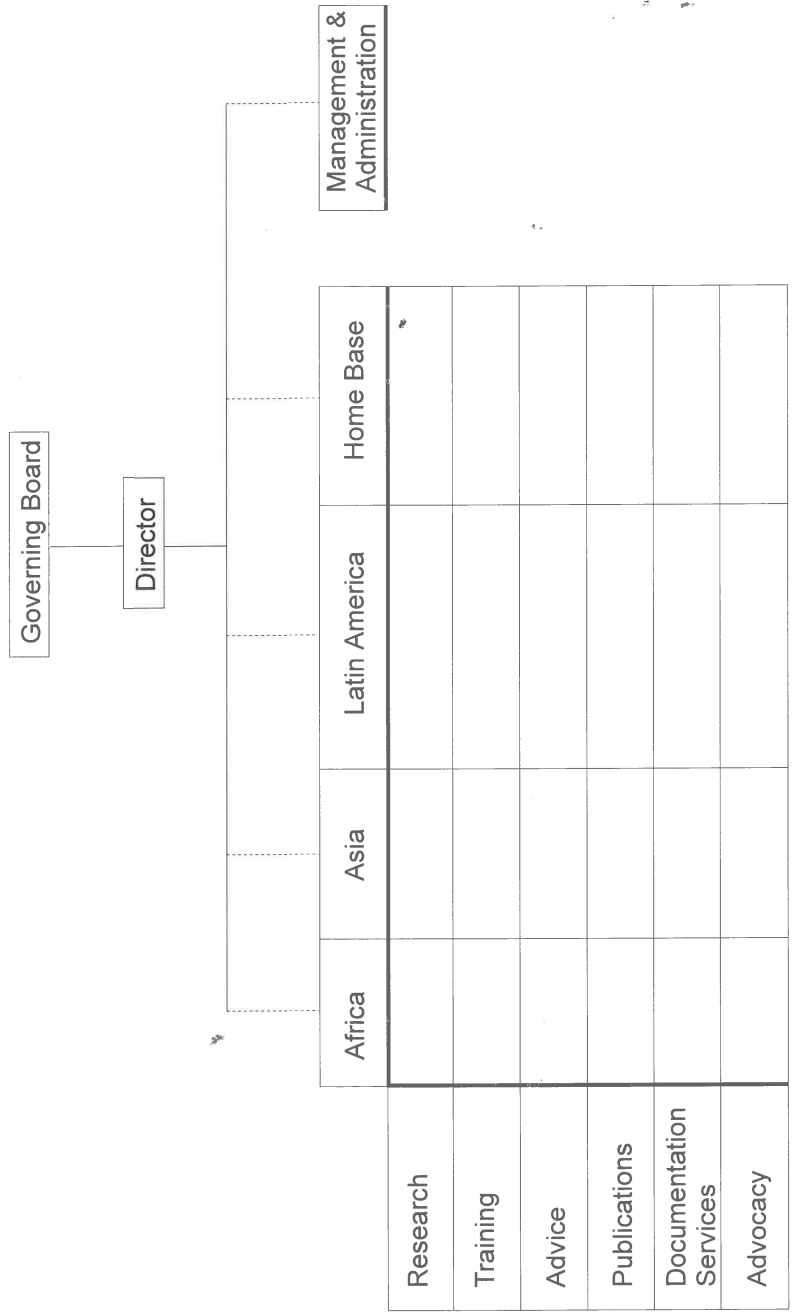 Governing Board
Director
Africa
Asia
Latin America
Home Base
Management &
Administration
Research
Training
Advice
Publications
Documentation
Services
Advocacy